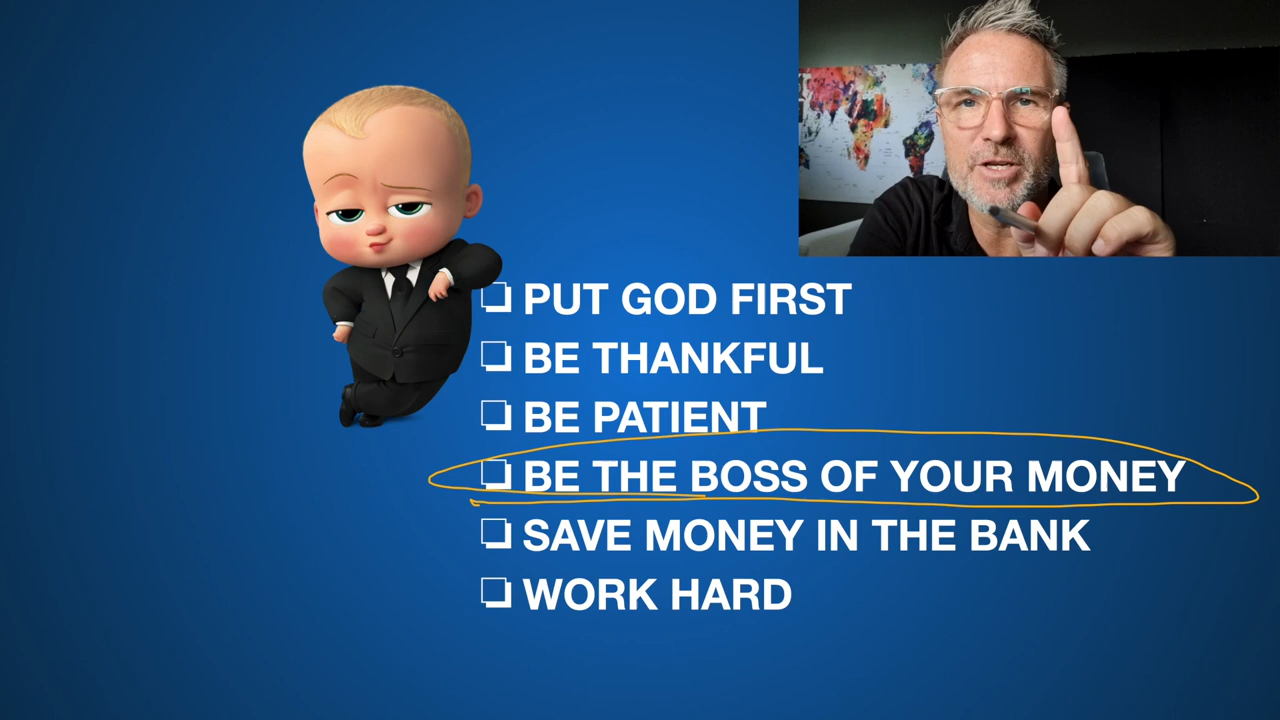 PUT GOD FIRST
BE THANKFUL
BE PATIENT
BE THE BOSS OF YOUR MONEY
SAVE MONEY IN THE BANK
WORK HARD